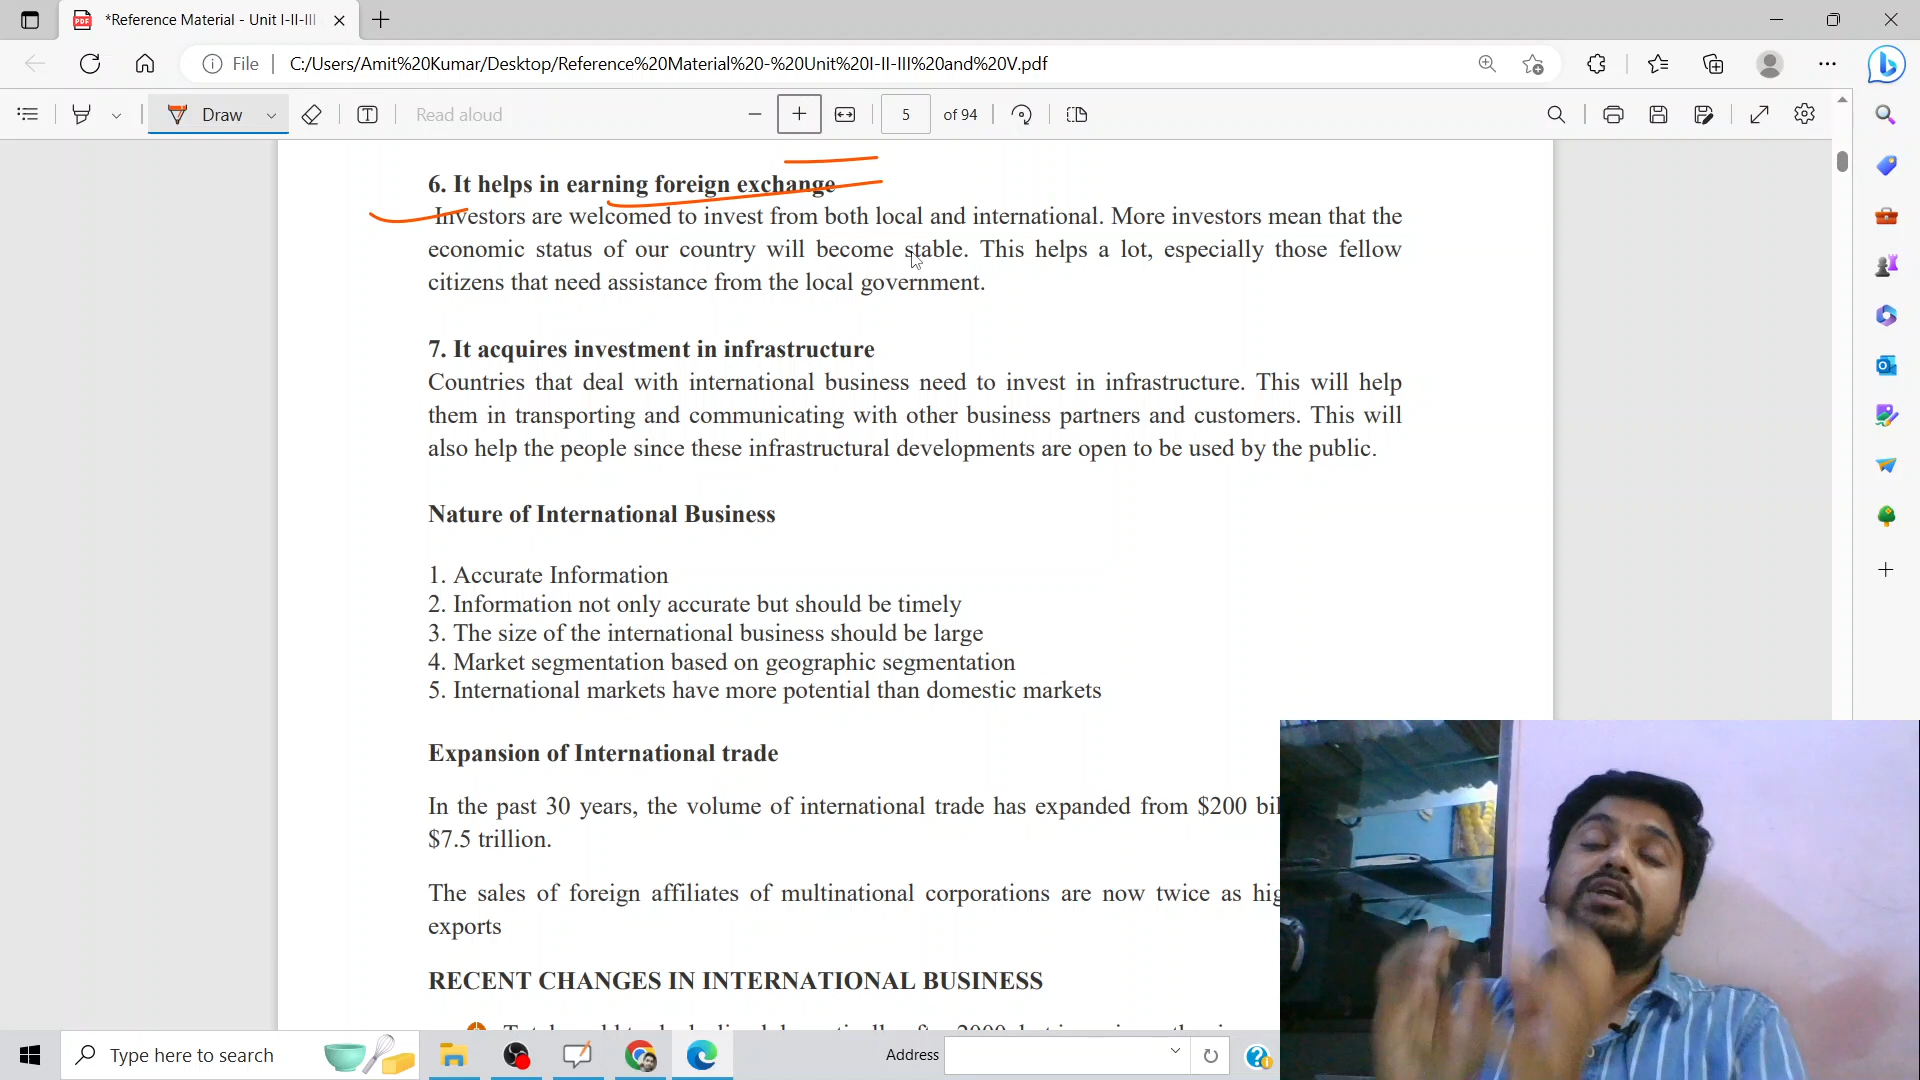 *Reference Material - Unit I-II-III
File
C:/Users/Amit%20Kumar/Desktop/Reference%20Material%20-%20Unit%20I-II-III%20and%20V.pdf
Draw
Read aloud
5
of 94
6. It helps in earning foreign exchange
Investors are welcomed to invest from both local and international. More investors mean that the
economic status of our country will become stable. This helps a lot, especially those fellow
citizens that need assistance from the local government.
7. It acquires investment in infrastructure
Countries that deal with international business need to invest in infrastructure. This will help
them in transporting and communicating with other business partners and customers. This will
also help the people since these infrastructural developments are open to be used by the public.
Nature of International Business
1. Accurate Information
2. Information not only accurate but should be timely
3. The size of the international business should be large
4. Market segmentation based on geographic segmentation
5. International markets have more potential than domestic markets
Expansion of International trade
In the past 30 years, the volume of international trade has expanded from $200 bil
$7.5 trillion.
The sales of foreign affiliates of multinational corporations are now twice as hig
exports
RECENT CHANGES IN INTERNATIONAL BUSINESS
Type here to search
Address